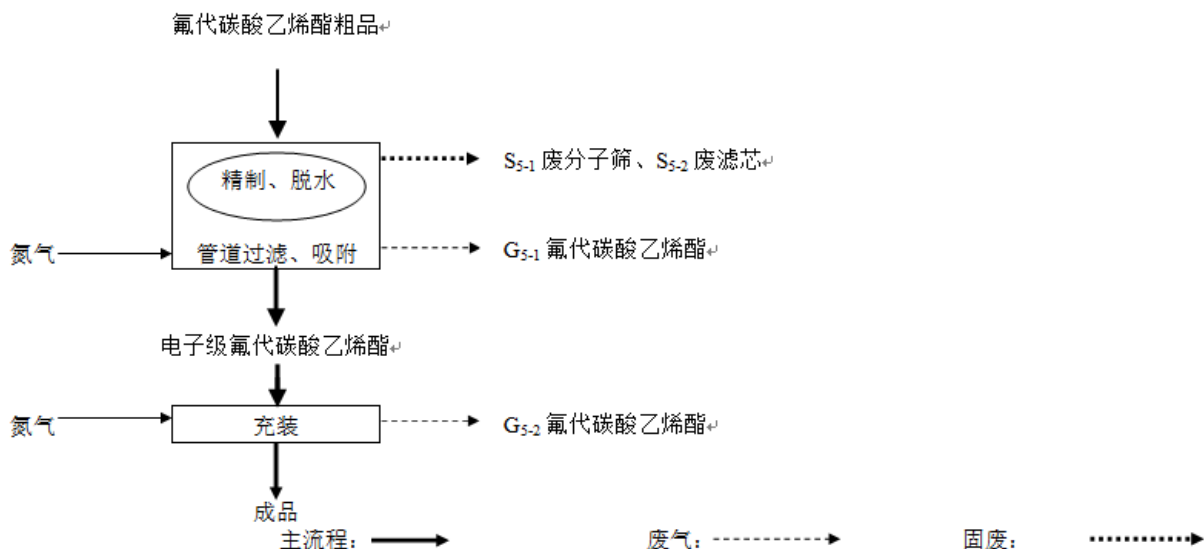 氟代碳酸乙烯酯粗品
S5-1 废分子筛、S5-2 废滤芯
精制、脱水
氮气
管道过滤、吸附
G5-1 氟代碳酸乙烯酯
电子级氟代碳酸乙烯酯
氮气
充装
G5-2 氟代碳酸乙烯酯
成品
主流程： 废气： 固废：